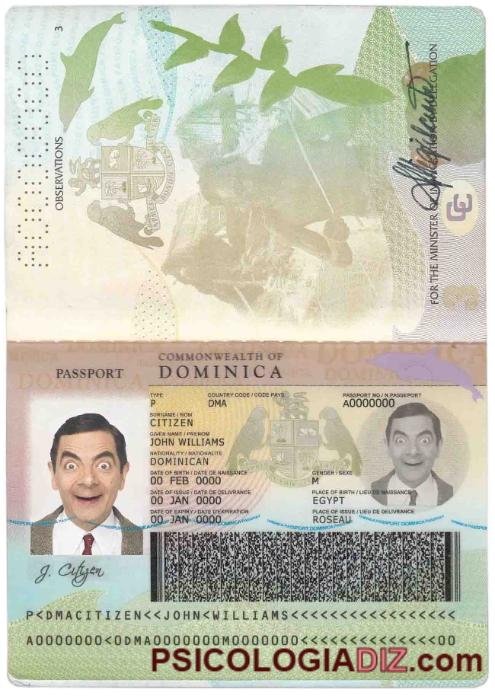 3
OBSERVATIONS
FOR THE MINISTER OF
COMMONWEALTH OF
PASSPORT DOMINICA
TYPE COUNTRY CODE / CODE PAYS PASSPORT NO / N. PASSEPORT
P DMA A0000000
SURNAME / NOM
CITIZEN
GIVEN NAME / PRENOM
JOHN WILLIAMS
NATIONALITY / NATIONALITE
DOMINICAN
DATE OF BIRTH / DATE DE NAISSANCE GENDER / SEXE
00 FEB 0000 M
DATE OF ISSUE / DATE DE DELIVRANCE PLACE OF BIRTH / LIEU DE NAISSANCE
00 JAN 0000 EGYPT
DATE OF EXPIRY / DATE D'EXPIRATION PLACE OF ISSUE / LIEU DE DELIVRANCE
00 JAN 0000 ROSEAU
J. Citizen
P<DMACITIZEN<<JOHN<WILLIAMS<<<<<<<<<<<<<<<<<
A0000000<0DMA0000000M0000000<<<<<<<<<<<<<<00
PSICOLOGIADIZ.com